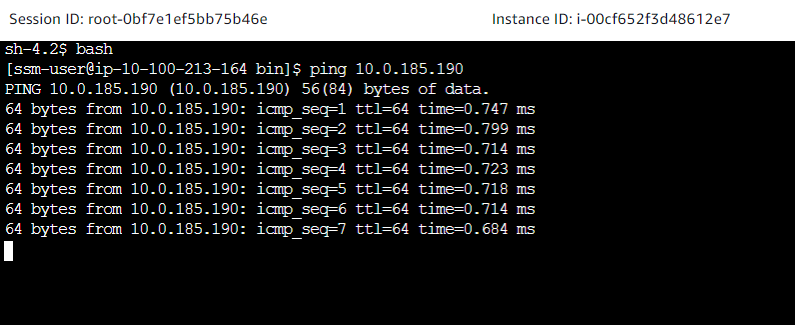 Session ID: root-0bf7e1ef5bb75b46e Instance ID: i-00cf652f3d48612e7
sh-4.2$ bash
[ssm-user@ip-10-100-213-164 bin]$ ping 10.0.185.190
PING 10.0.185.190 (10.0.185.190) 56(84) bytes of data.
64 bytes from 10.0.185.190: icmp_seq=1 ttl=64 time=0.747 ms
64 bytes from 10.0.185.190: icmp_seq=2 ttl=64 time=0.799 ms
64 bytes from 10.0.185.190: icmp_seq=3 ttl=64 time=0.714 ms
64 bytes from 10.0.185.190: icmp_seq=4 ttl=64 time=0.723 ms
64 bytes from 10.0.185.190: icmp_seq=5 ttl=64 time=0.718 ms
64 bytes from 10.0.185.190: icmp_seq=6 ttl=64 time=0.714 ms
64 bytes from 10.0.185.190: icmp_seq=7 ttl=64 time=0.684 ms